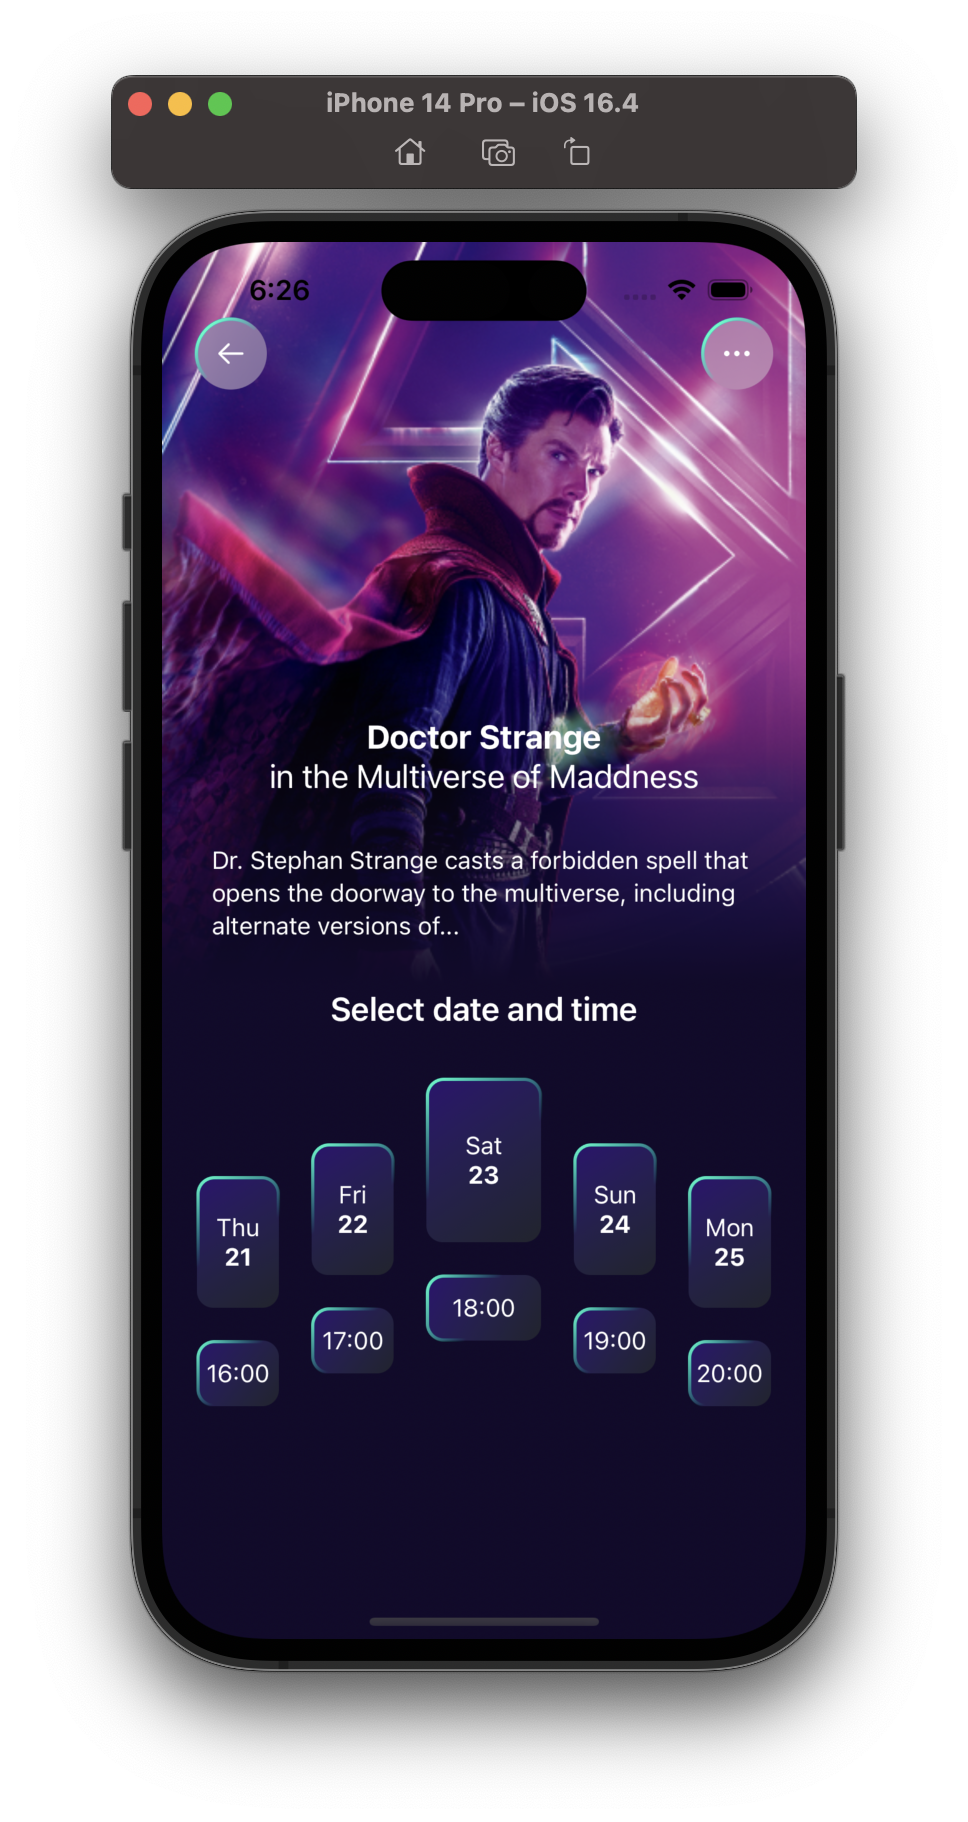 iPhone 14 Pro – iOS 16.4
6:26
Doctor Strange
in the Multiverse of Maddness
Dr. Stephan Strange casts a forbidden spell that
opens the doorway to the multiverse, including
alternate versions of...
Select date and time
Thu
21
Fri
22
Sat
23
Sun
24
Mon
25
16:00
17:00
18:00
19:00
20:00